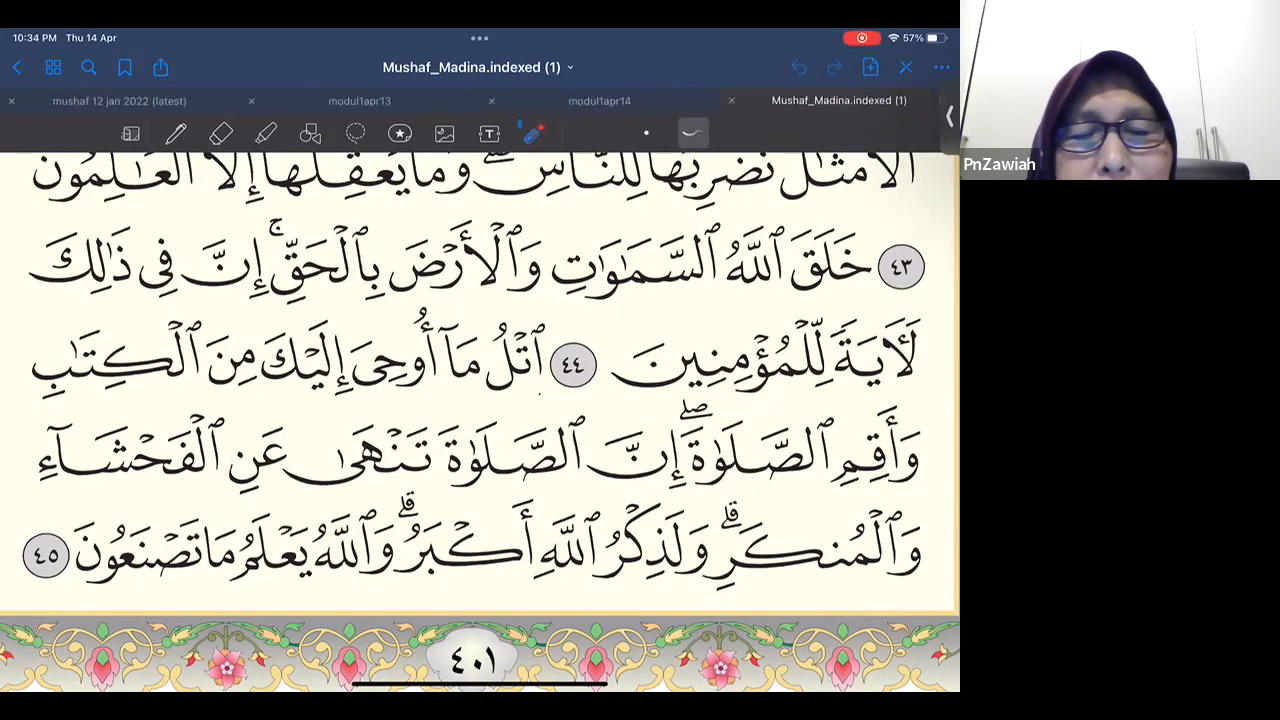 10:34 PM Thu 14 Apr
57%
Mushaf_Madina.indexed (1)
mushaf 12 jan 2022 (latest)
modul1apr13
modul1apr14
Mushaf_Madina.indexed (1)
PnZawiah
ٱلْأَمْثَٰلُ نَضْرِبُهَا لِلنَّاسِ ۖ وَمَا يَعْقِلُهَا إِلَّا ٱلْعَٰلِمُونَ
٤٣ خَلَقَ ٱللَّهُ ٱلسَّمَٰوَٰتِ وَٱلْأَرْضَ بِٱلْحَقِّ ۚ إِنَّ فِى ذَٰلِكَ
لَـَٔايَةً لِّلْمُؤْمِنِينَ ٤٤ ٱتْلُ مَآ أُوحِىَ إِلَيْكَ مِنَ ٱلْكِتَٰبِ
وَأَقِمِ ٱلصَّلَوٰةَ ۖ إِنَّ ٱلصَّلَوٰةَ تَنْهَىٰ عَنِ ٱلْفَحْشَآءِ
وَٱلْمُنكَرِ ۗ وَلَذِكْرُ ٱللَّهِ أَكْبَرُ ۗ وَٱللَّهُ يَعْلَمُ مَا تَصْنَعُونَ ٤٥
٤٠١